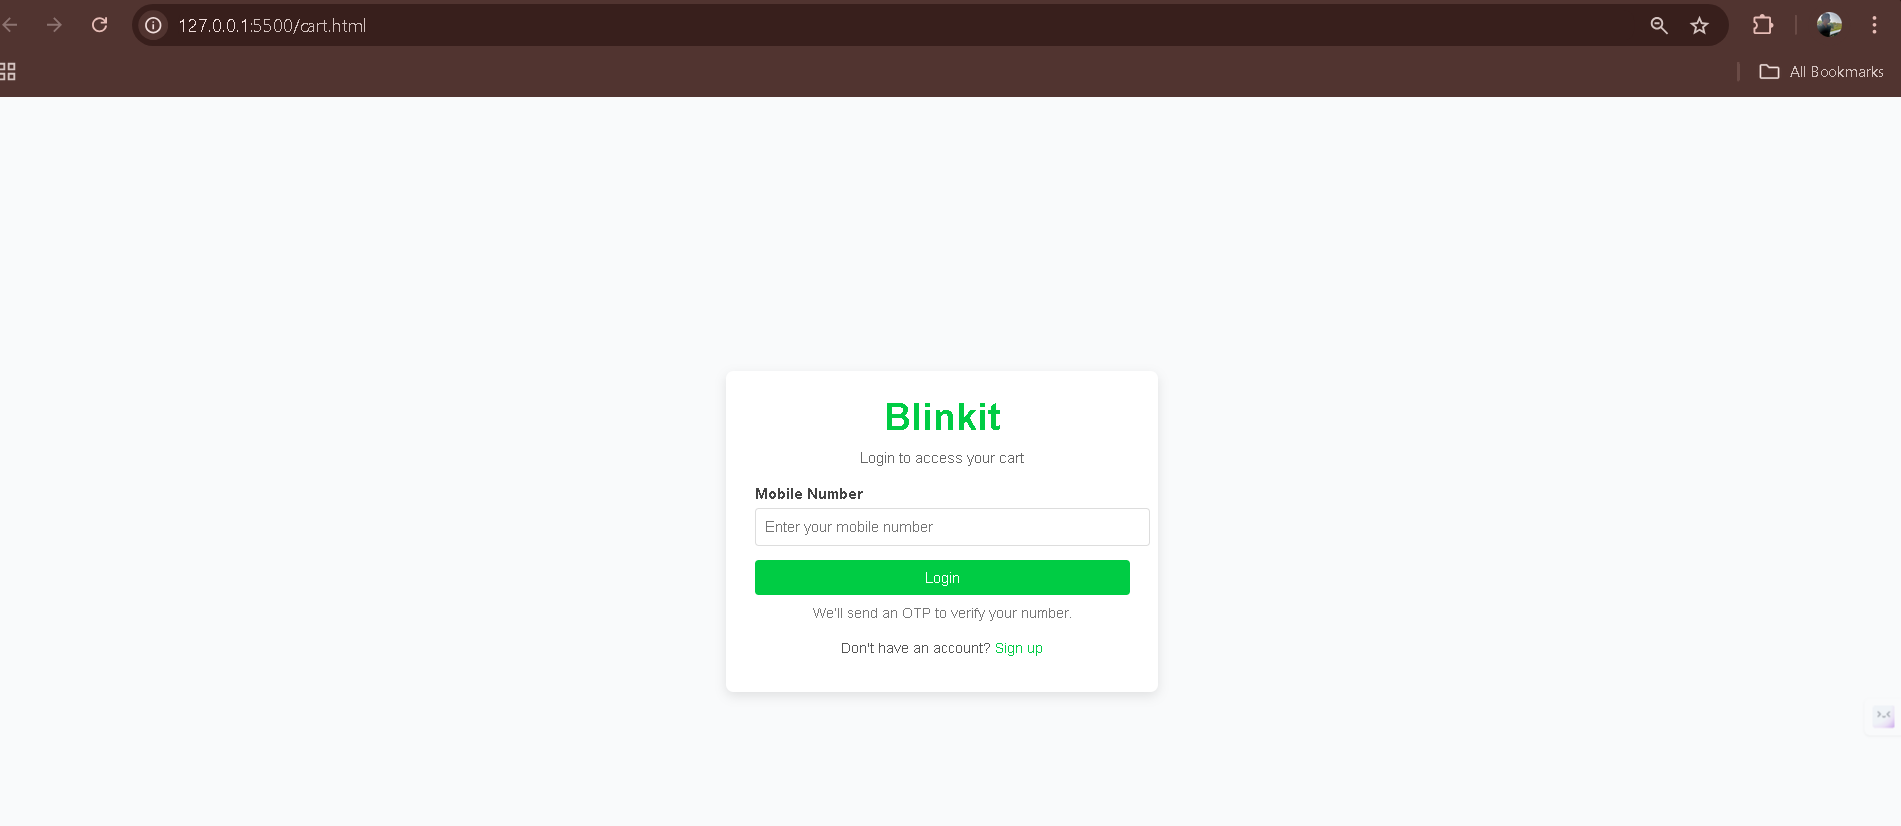 127.0.0.1:5500/cart.html
All Bookmarks
Blinkit
Login to access your cart
Mobile Number
Enter your mobile number
Login
We'll send an OTP to verify your number.
Don't have an account? Sign up